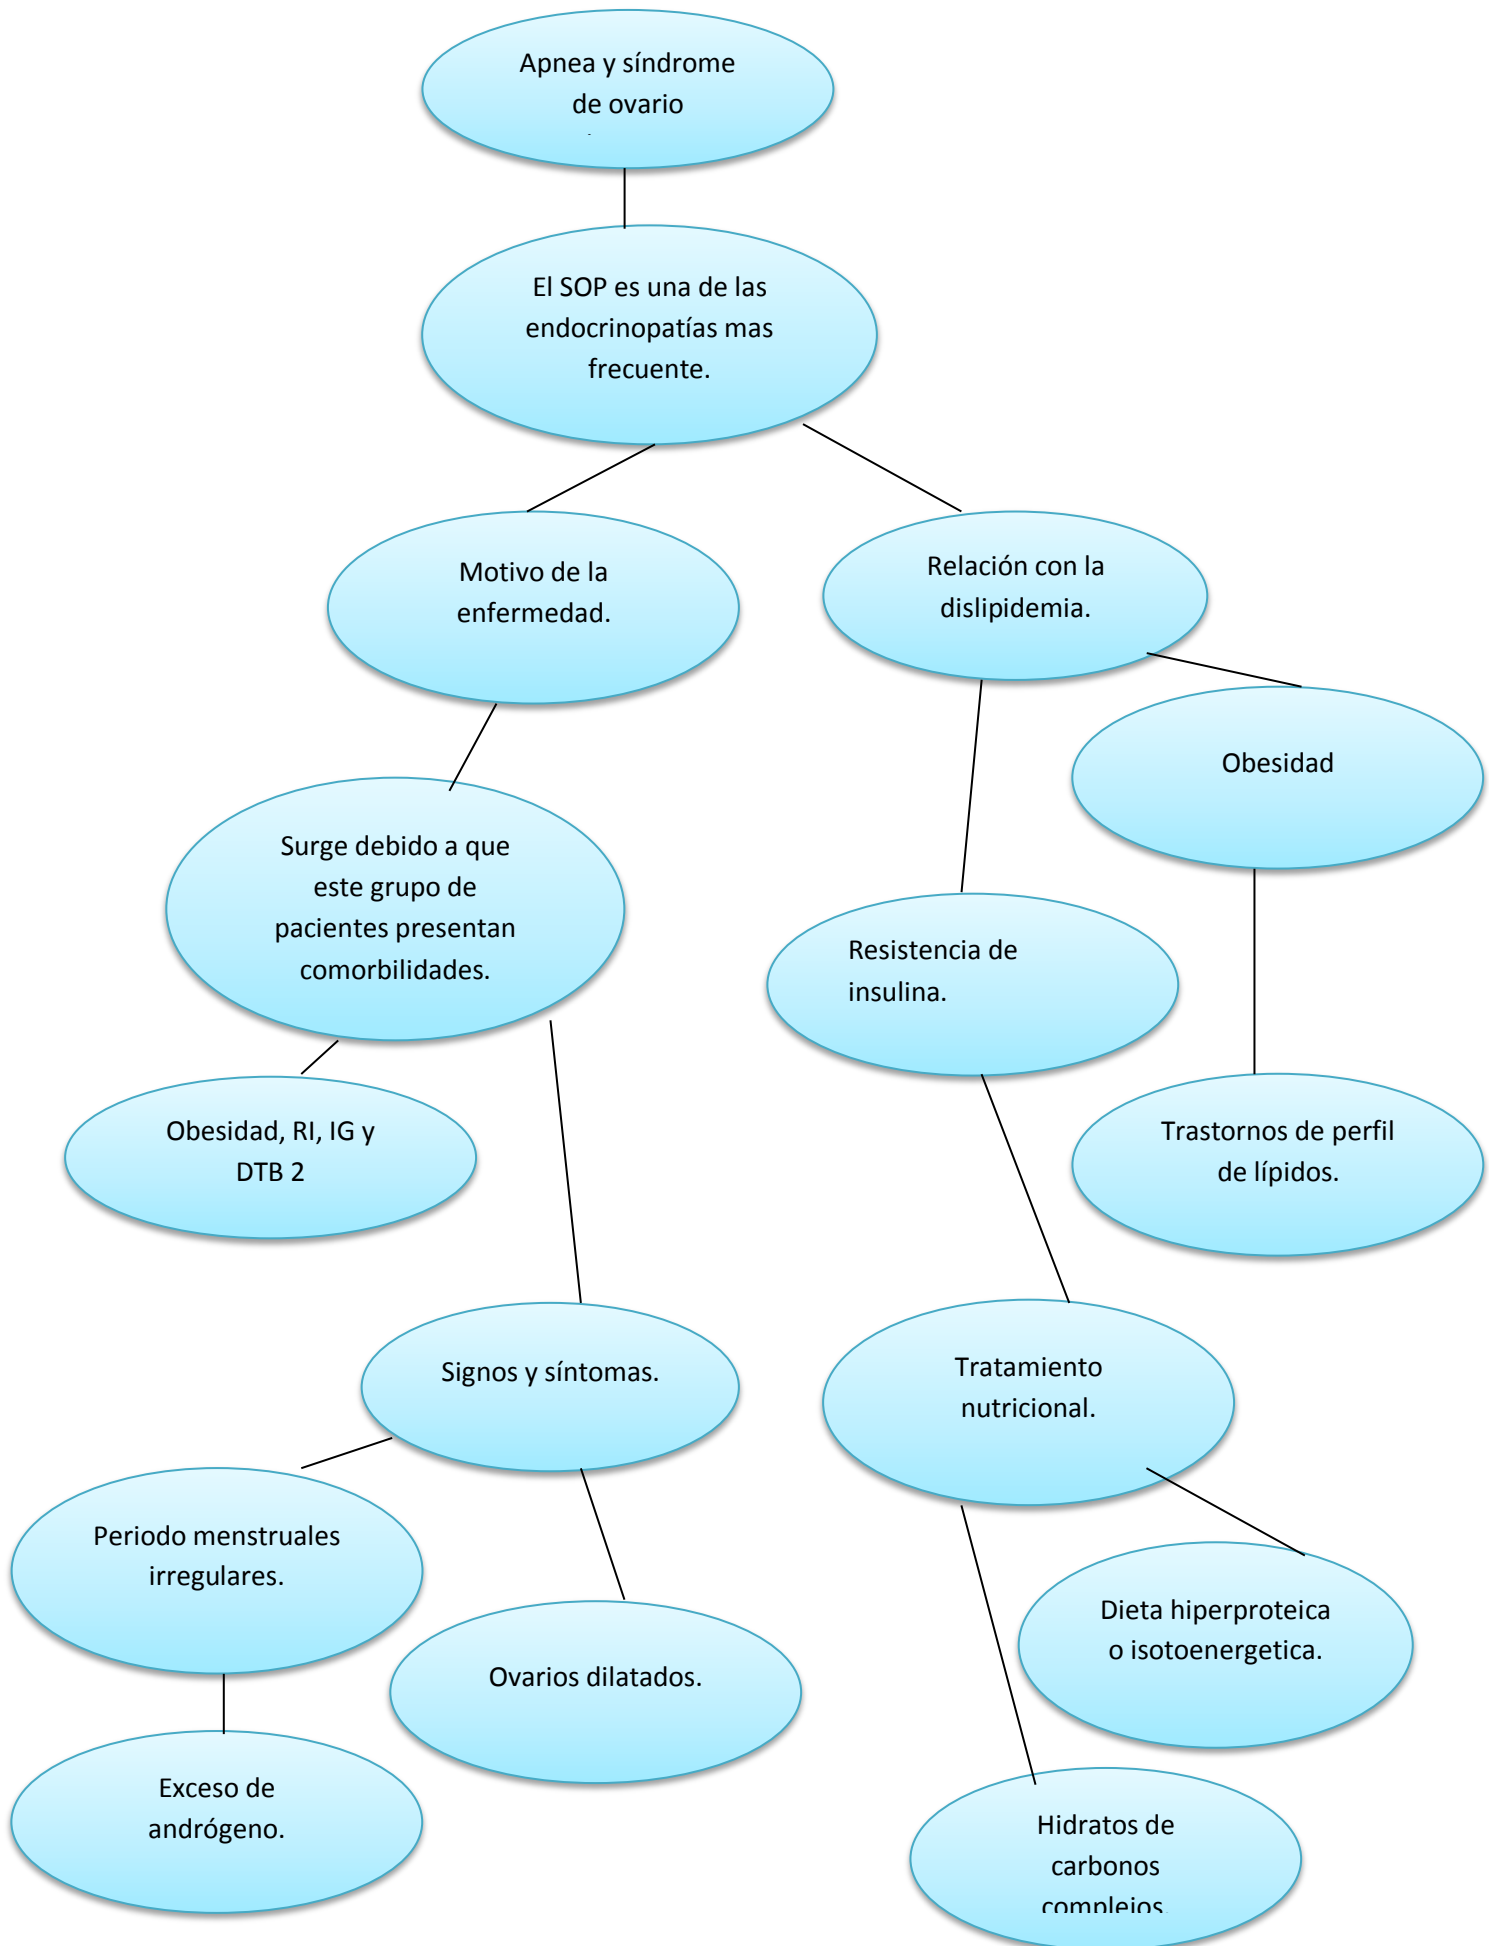 Apnea y síndrome
de ovario
El SOP es una de las
endocrinopatías mas
frecuente.
Motivo de la
enfermedad.
Relación con la
dislipidemia.
Obesidad
Surge debido a que
este grupo de
pacientes presentan
comorbilidades.
Resistencia de
insulina.
Obesidad, RI, IG y
DTB 2
Trastornos de perfil
de lípidos.
Signos y síntomas.
Tratamiento
nutricional.
Periodo menstruales
irregulares.
Dieta hiperproteica
o isotoenergetica.
Ovarios dilatados.
Exceso de
andrógeno.
Hidratos de
carbonos
complejos.